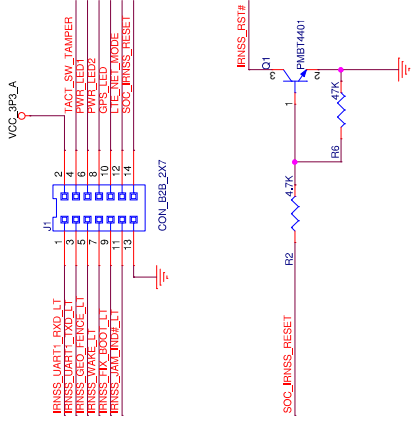 VCC_3P3_A
TACT_SW_TAMPER
PWR_LED1
PWR_LED2
GPS_LED
LTE_NET_MODE
SOC_IRNSS_RESET
2
4
6
8
10
12
14
J1
CON_B2B_2X7
1
3
5
7
9
11
13
IRNSS_UART1_RXD_LT
IRNSS_UART1_TXD_LT
IRNSS_GEO_FENCE_LT
IRNSS_WAKE_LT
IRNSS_FIX_BOOT_LT
IRNSS_JAM_IND#_LT
IRNSS_RST#
Q1
PMBT4401
3
2
1
47K
R6
4.7K
R2
SOC_IRNSS_RESET